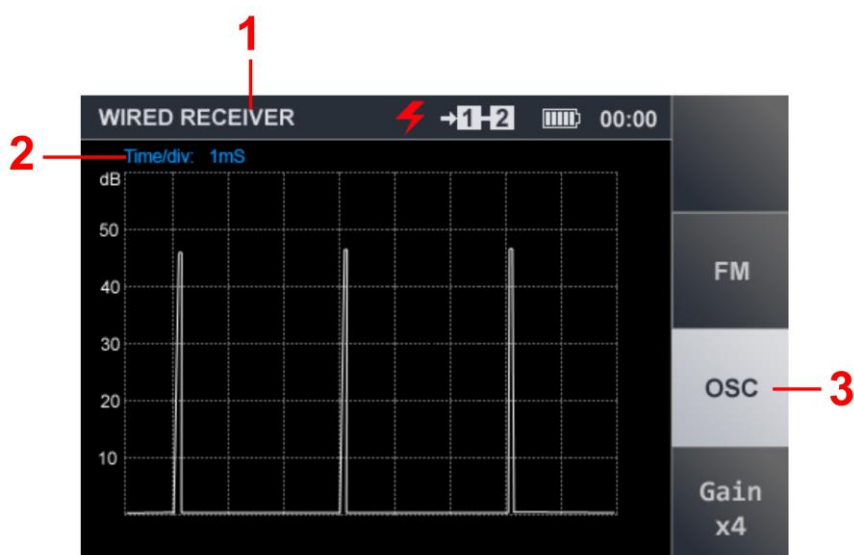 1
WIRED RECEIVER →1-2 00:00
2 Time/div: 1mS
dB
50
40
30
20
10
FM
OSC 3
Gain
x4